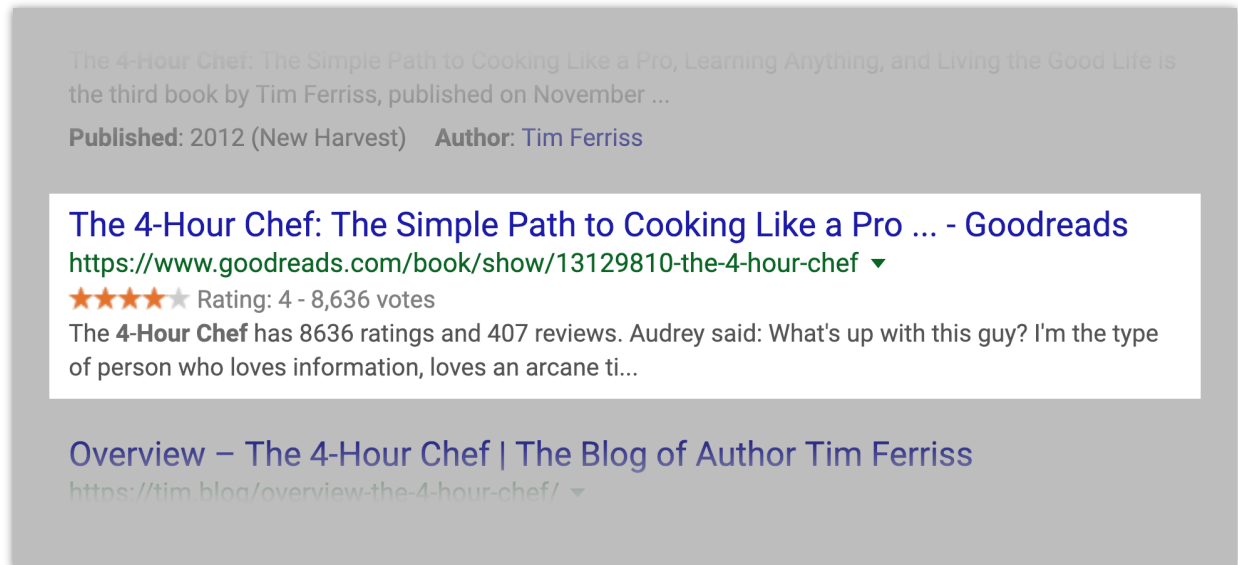 The 4-Hour Chef: The Simple Path to Cooking Like a Pro, Learning Anything, and Living the Good Life is
the third book by Tim Ferriss, published on November ...
Published: 2012 (New Harvest) Author: Tim Ferriss
The 4-Hour Chef: The Simple Path to Cooking Like a Pro ... - Goodreads
https://www.goodreads.com/book/show/13129810-the-4-hour-chef
Rating: 4 - 8,636 votes
The 4-Hour Chef has 8636 ratings and 407 reviews. Audrey said: What's up with this guy? I'm the type
of person who loves information, loves an arcane ti...
Overview – The 4-Hour Chef | The Blog of Author Tim Ferriss
https://tim.blog/overview-the-4-hour-chef/